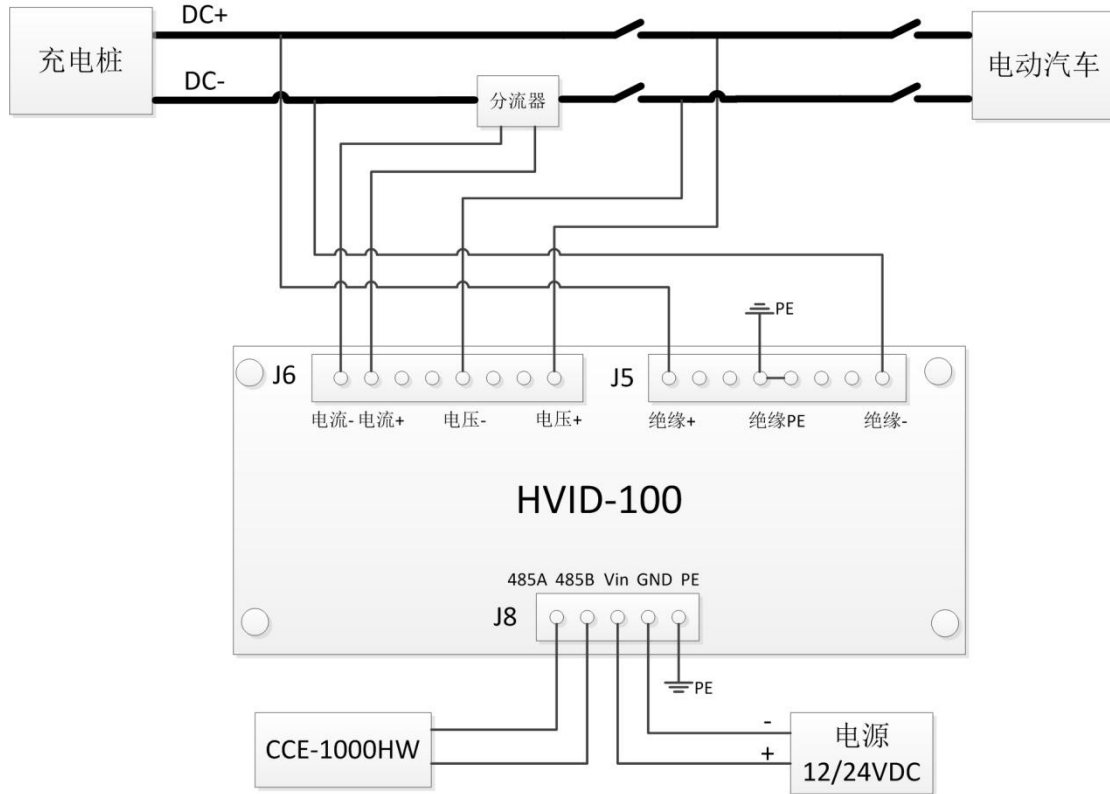 DC+
充电桩
电动汽车
DC-
分流器
PE
J6
J5
电流- 电流+ 电压- 电压+
绝缘+ 绝缘PE 绝缘-
HVID-100
485A 485B Vin GND PE
J8
PE
CCE-1000HW
-
+
电源
12/24VDC